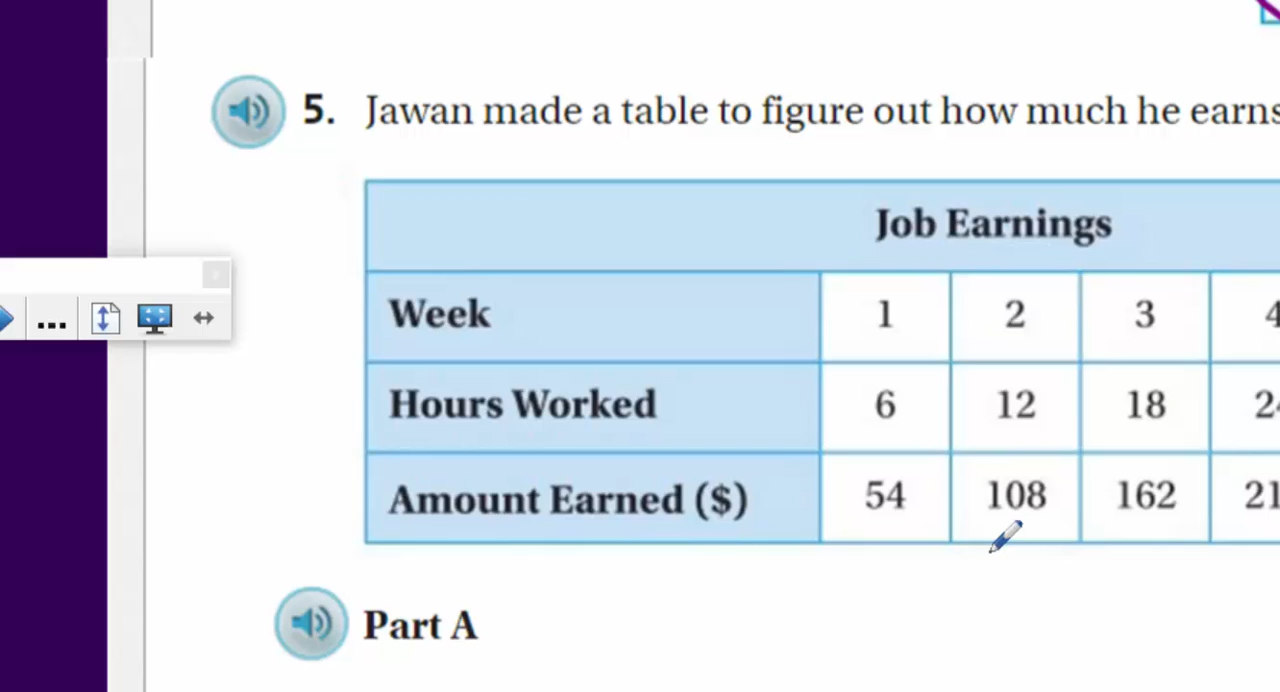 5. Jawan made a table to figure out how much he earns
Job Earnings
Week 1 2 3 4
Hours Worked 6 12 18
Amount Earned ($) 54 108 162
Part A